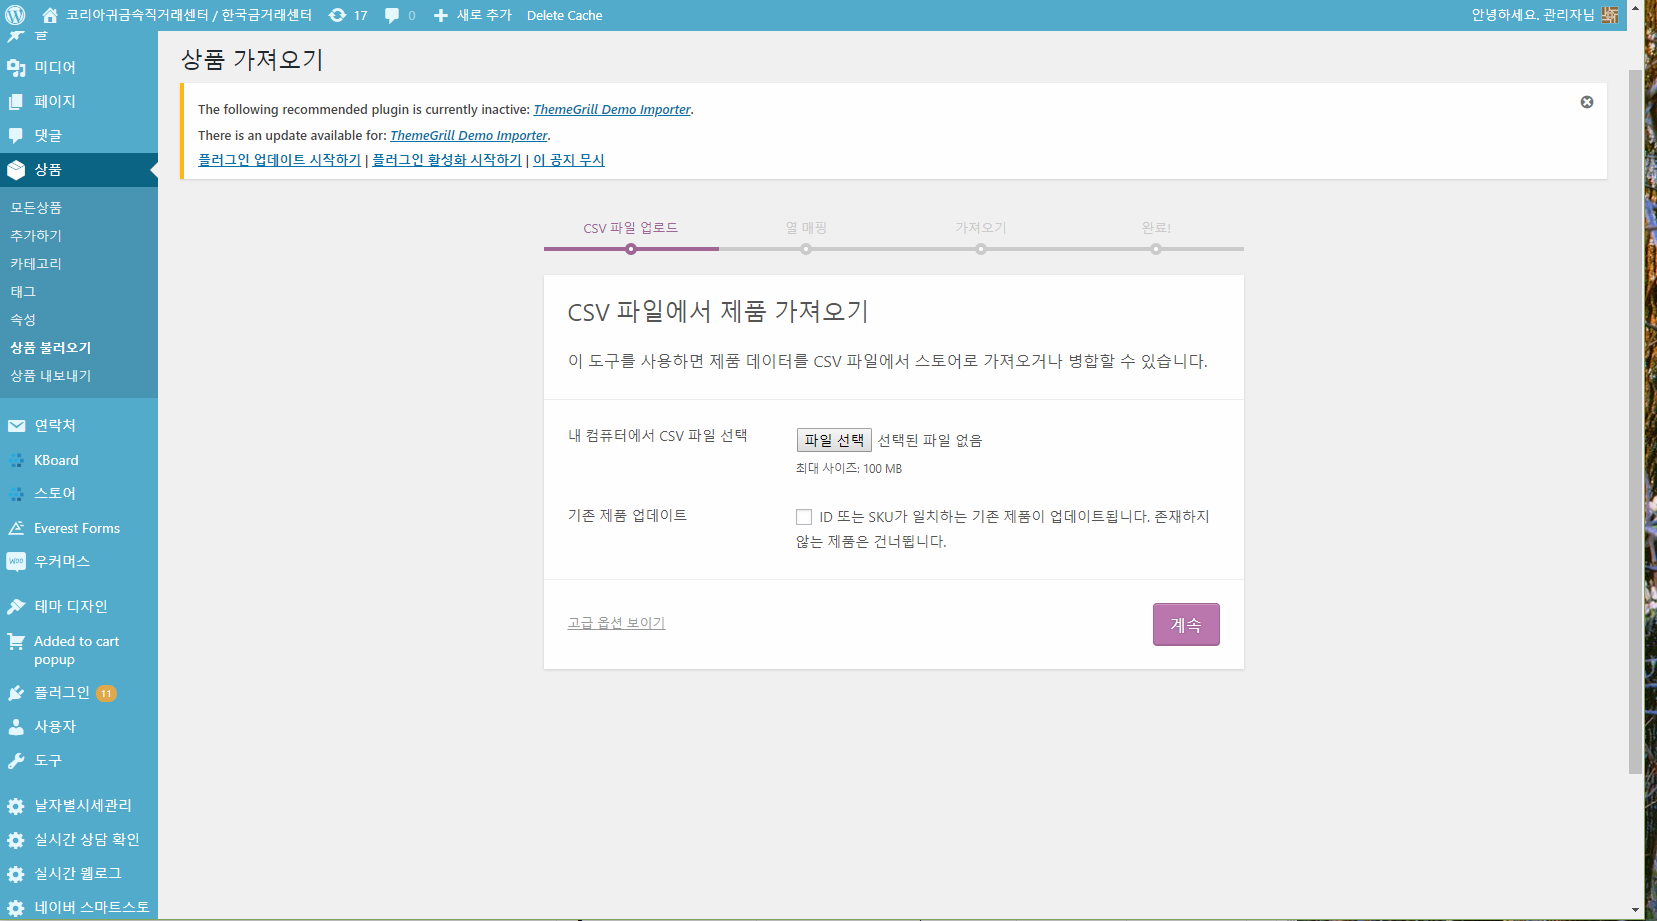 코리아귀금속직거래센터 / 한국금거래센터
17
0
새로 추가
Delete Cache
안녕하세요. 관리자님
글
미디어
페이지
댓글
상품
모든상품
추가하기
카테고리
태그
속성
상품 불러오기
상품 내보내기
연락처
KBoard
스토어
Everest Forms
우커머스
테마 디자인
Added to cart
popup
플러그인 11
사용자
도구
날자별시세관리
실시간 상담 확인
실시간 웰로그
네이버 스마트스토
상품 가져오기
The following recommended plugin is currently inactive: ThemeGrill Demo Importer.
There is an update available for: ThemeGrill Demo Importer.
플러그인 업데이트 시작하기 | 플러그인 활성화 시작하기 | 이 공지 무시
CSV 파일 업로드
열 매핑
가져오기
완료!
CSV 파일에서 제품 가져오기
이 도구를 사용하면 제품 데이터를 CSV 파일에서 스토어로 가져오거나 병합할 수 있습니다.
내 컴퓨터에서 CSV 파일 선택
파일 선택 선택된 파일 없음
최대 사이즈: 100 MB
기존 제품 업데이트
ID 또는 SKU가 일치하는 기존 제품이 업데이트됩니다. 존재하지
않는 제품은 건너뜁니다.
고급 옵션 보이기
계속